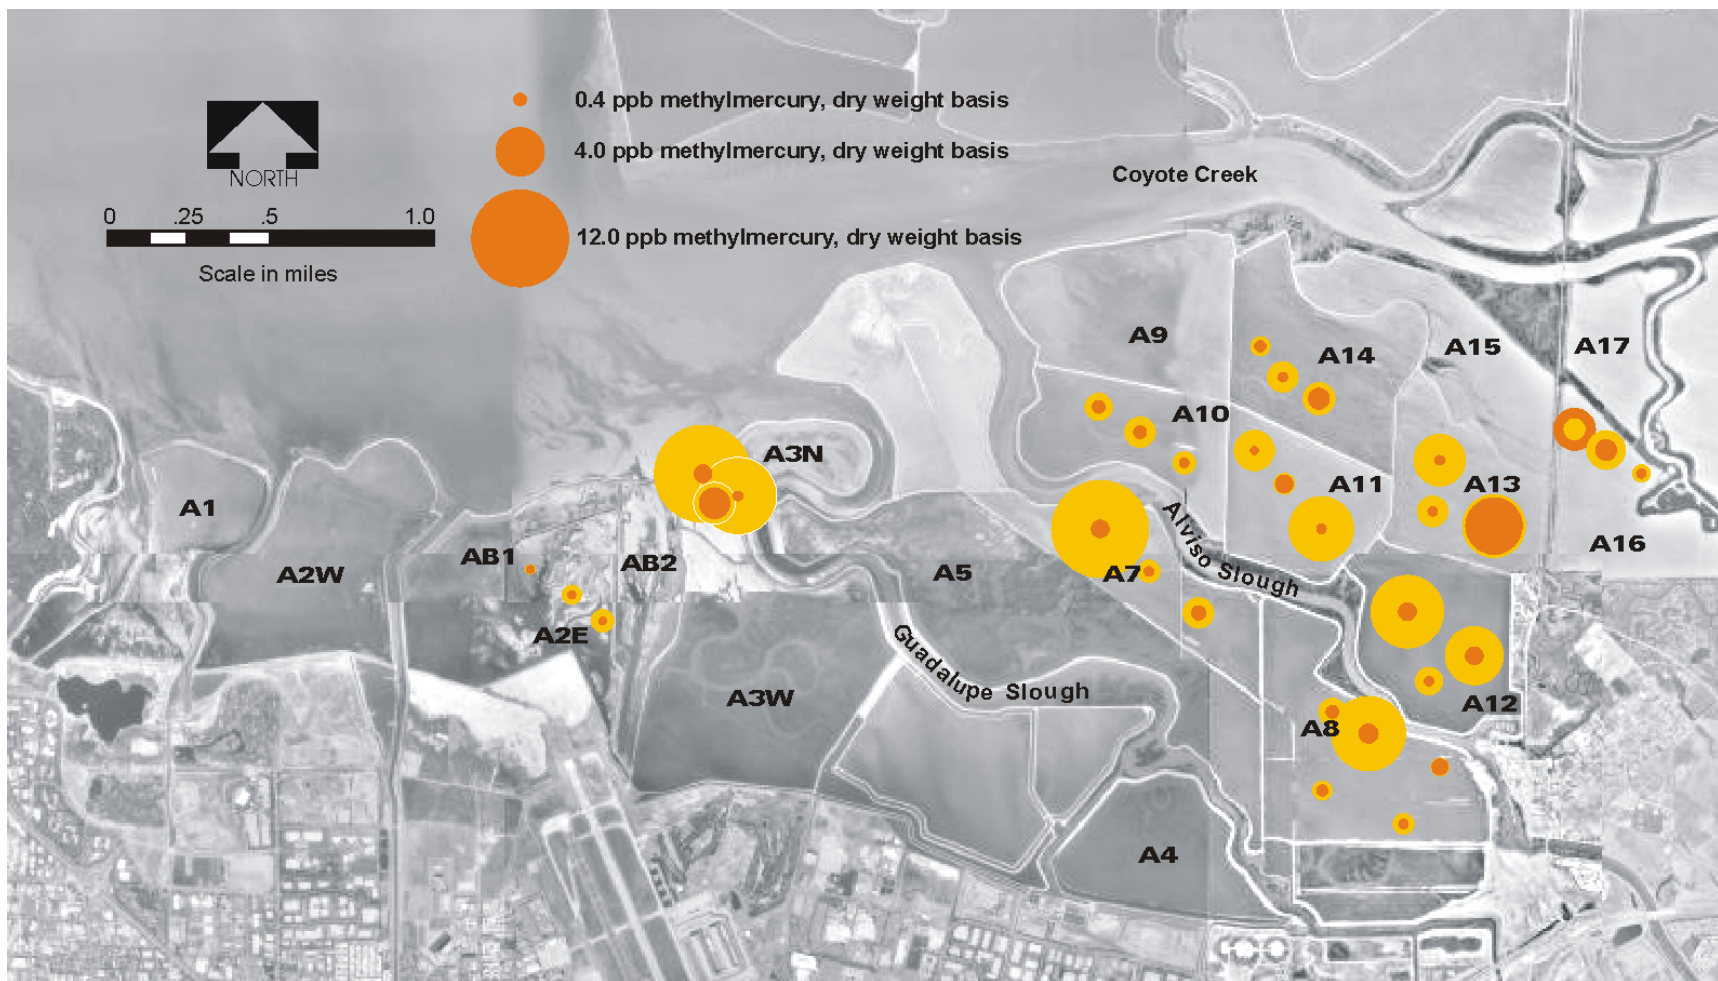 0.4 ppb methylmercury, dry weight basis
4.0 ppb methylmercury, dry weight basis
12.0 ppb methylmercury, dry weight basis
NORTH
0 .25 .5 1.0
Scale in miles
Coyote Creek
A9
A14
A15
A17
A10
A3N
A11
A13
A1
Alviso Slough
A16
AB1
AB2
A2W
A5
A7
A2E
Guadalupe Slough
A3W
A12
A8
A4